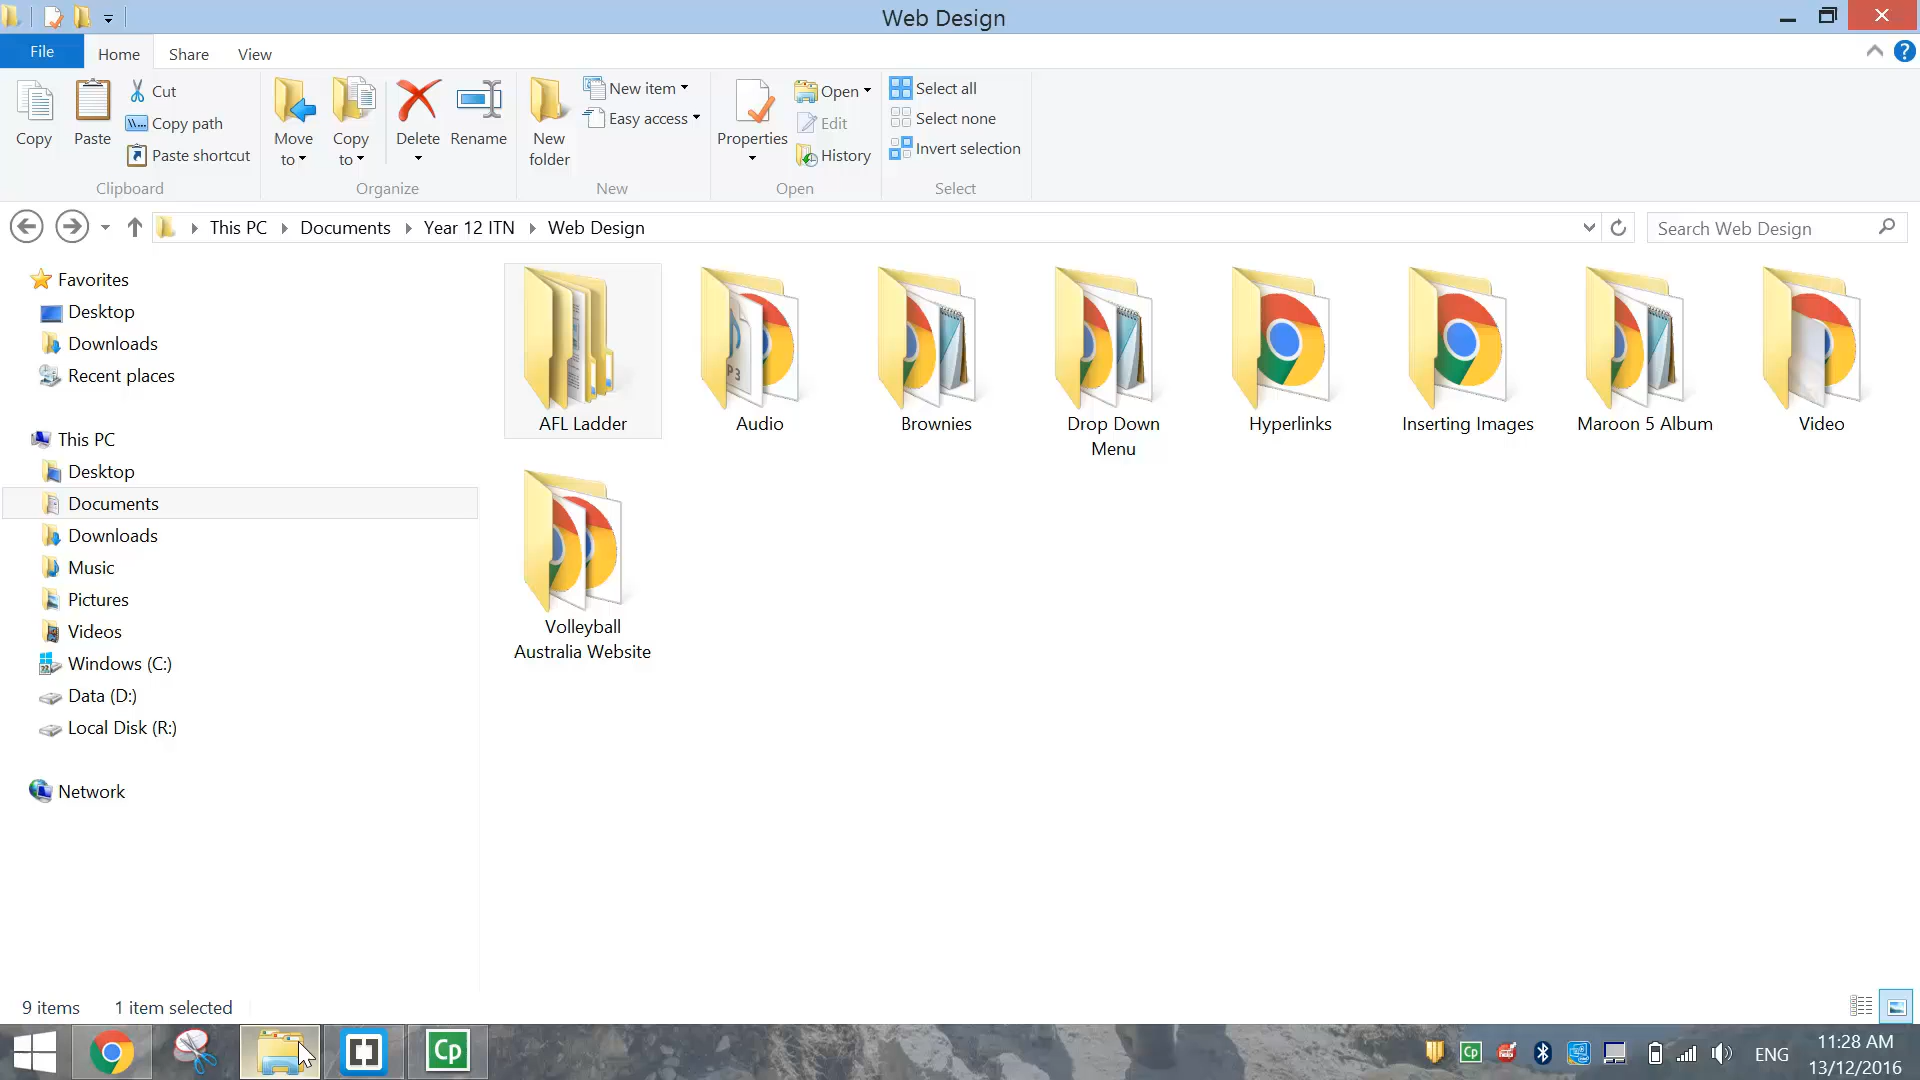 Web Design
File
Home
Share
View
Copy
Paste
Cut
Copy path
Paste shortcut
Clipboard
Move
to
Copy
to
Delete
Rename
Organize
New
folder
New item
Easy access
New
Properties
Open
Edit
History
Open
Select all
Select none
Invert selection
Select
This PC
Documents
Year 12 ITN
Web Design
Search Web Design
Favorites
Desktop
Downloads
Recent places
This PC
Desktop
Documents
Downloads
Music
Pictures
Videos
Windows (C:)
Data (D:)
Local Disk (R:)
Network
AFL Ladder
Audio
Brownies
Drop Down
Menu
Hyperlinks
Inserting Images
Maroon 5 Album
Video
Volleyball
Australia Website
P3
9 items
1 item selected
Cp
Cp
ENG
11:28 AM
13/12/2016